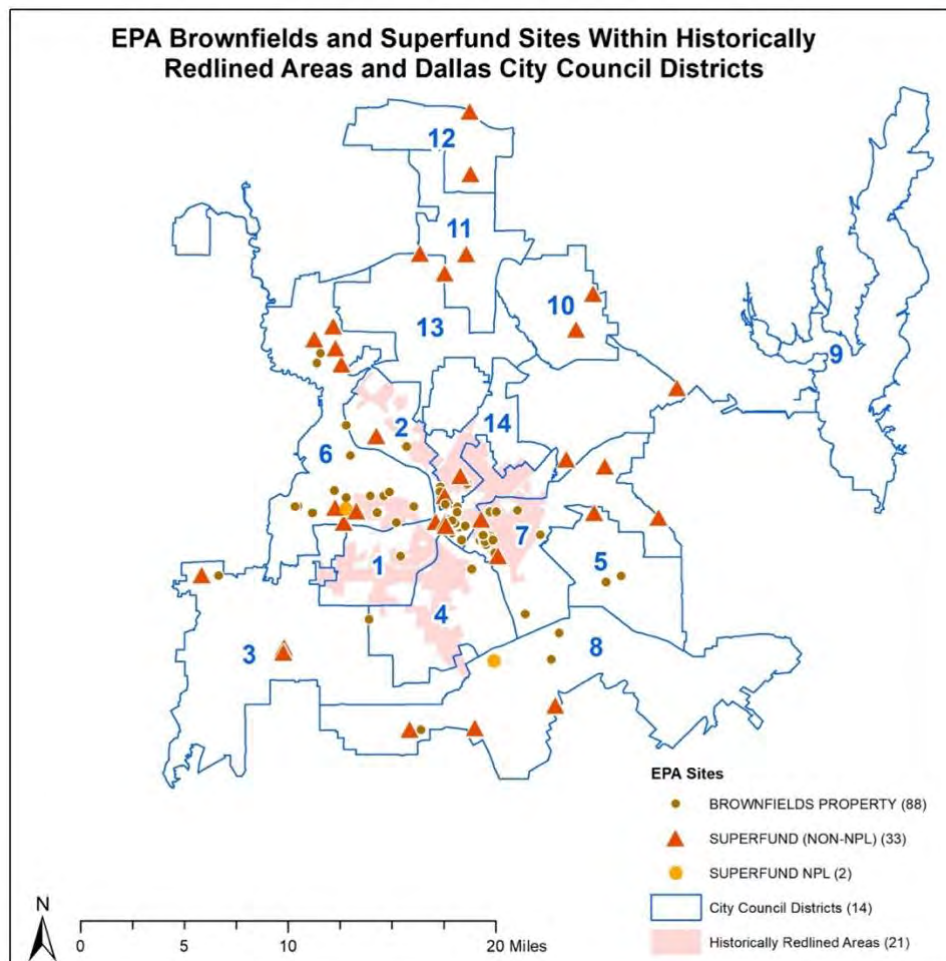 EPA Brownfields and Superfund Sites Within Historically
Redlined Areas and Dallas City Council Districts
12
11
10
13
9
14
2
6
7
1
5
4
3
8
EPA Sites
BROWNFIELDS PROPERTY (88)
SUPERFUND (NON-NPL) (33)
SUPERFUND NPL (2)
City Council Districts (14)
Historically Redlined Areas (21)
N
0 5 10 20 Miles